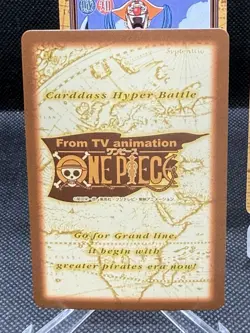 Carddass Hyper Battle
From TV animation
ワンピース
ONE PIECE
Go for Grand line,
it begin with
greater pirates era now!